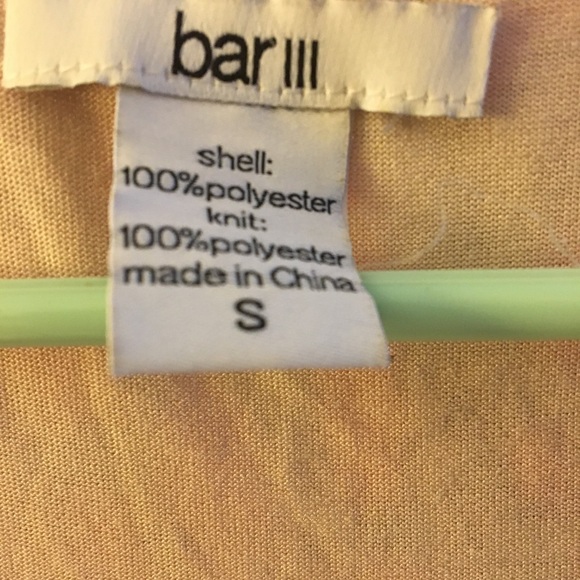 bar III
shell:
100%polyester
knit:
100%polyester
made in China
S